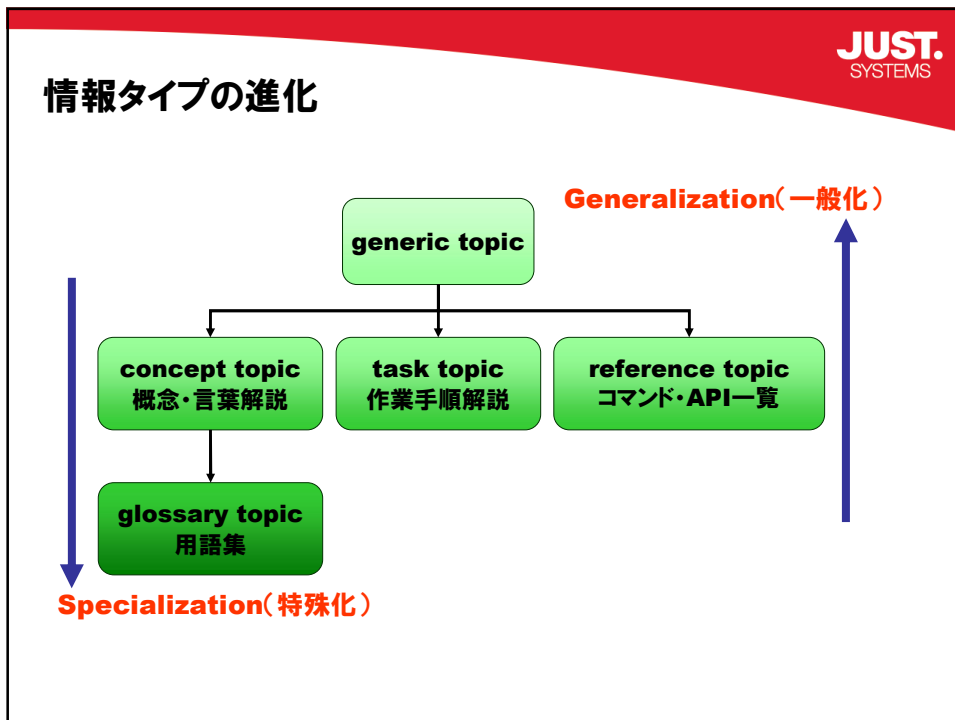 JUST.
SYSTEMS
情報タイプの進化
Generalization(一般化)
generic topic
concept topic
概念・言葉解説
task topic
作業手順解説
reference topic
コマンド・API一覧
glossary topic
用語集
Specialization(特殊化)